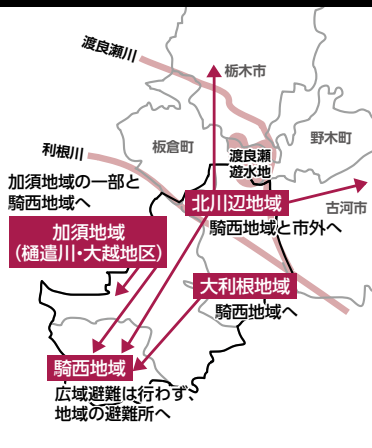 渡良瀬川
栃木市
利根川
板倉町
野木町
渡良瀬
遊水地
加須地域の一部と
騎西地域へ
北川辺地域
古河市
騎西地域と市外へ
加須地域
(樋遣川・大越地区)
大利根地域
騎西地域へ
騎西地域
広域避難は行わず、
地域の避難所へ